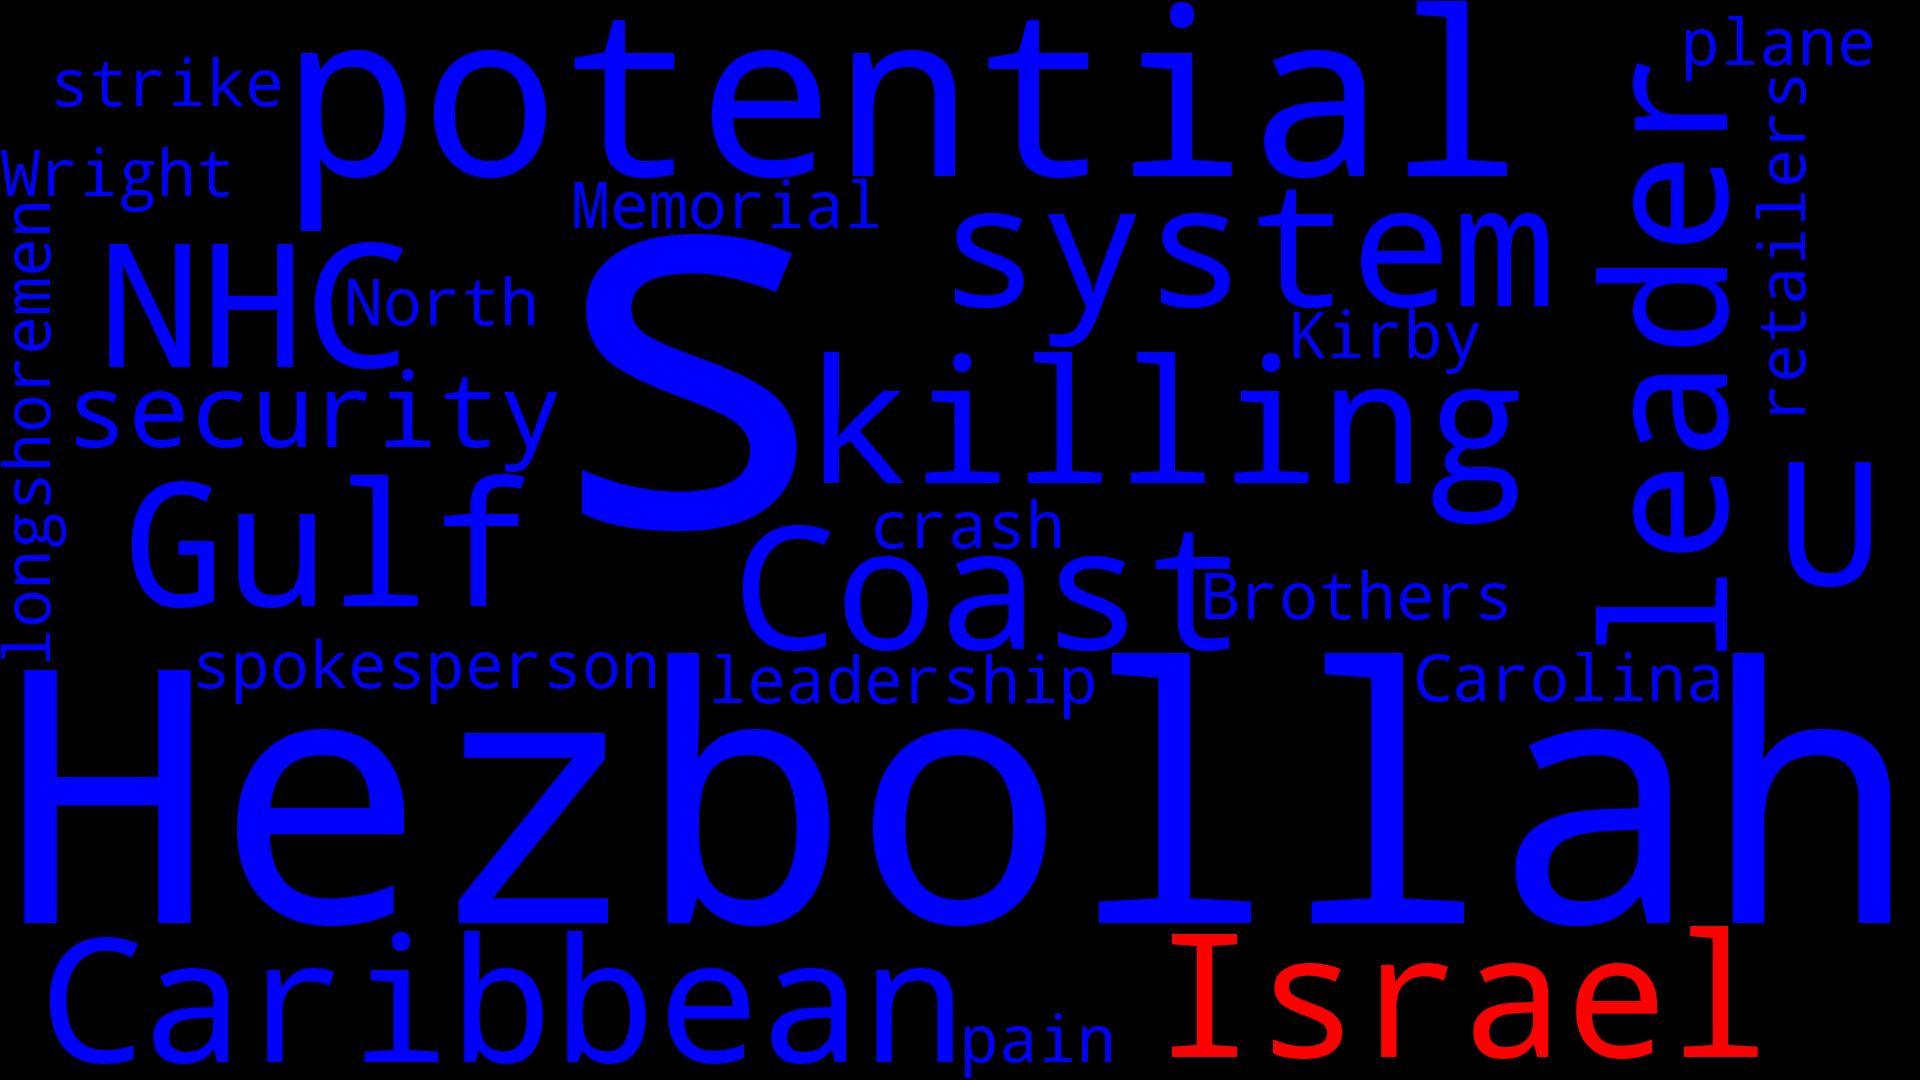 potential
plane
strike
leader
retailers
Wright
Memorial
system
longshoremen
NHC
North
S
Kirby
killing
security
U
Gulf
crash
Coast
Brothers
spokesperson
leadership
Carolina
Hezbollah
Caribbean
Israel
pain